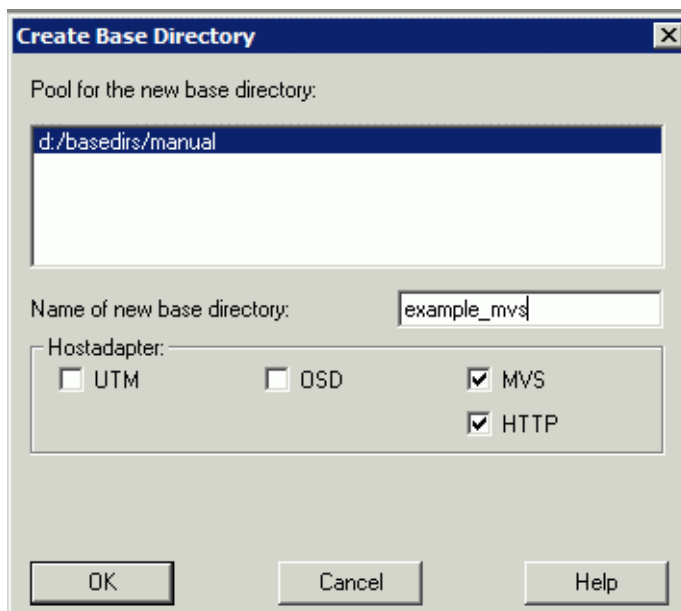 Create Base Directory
Pool for the new base directory:
d:/basedirs/manual
Name of new base directory: example_mvs
Hostadapter:
UTM OSD MVS
HTTP
OK Cancel Help